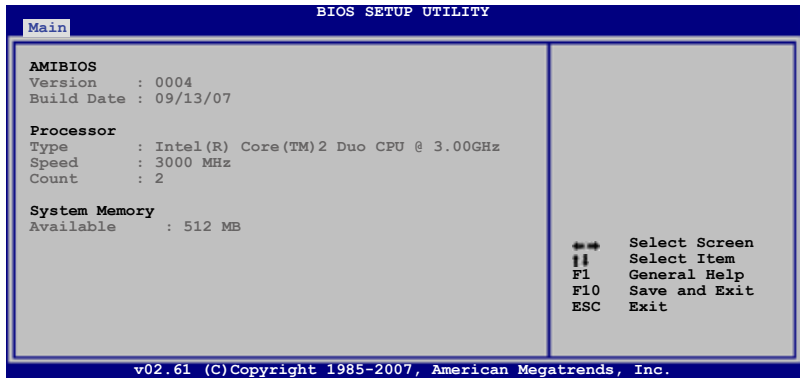 BIOS SETUP UTILITY
Main
AMIBIOS
Version : 0004
Build Date : 09/13/07
Processor
Type : Intel(R) Core(TM)2 Duo CPU @ 3.00GHz
Speed : 3000 MHz
Count : 2
System Memory
Available : 512 MB
←→ Select Screen
↑↓ Select Item
F1 General Help
F10 Save and Exit
ESC Exit
v02.61 (C)Copyright 1985-2007, American Megatrends, Inc.